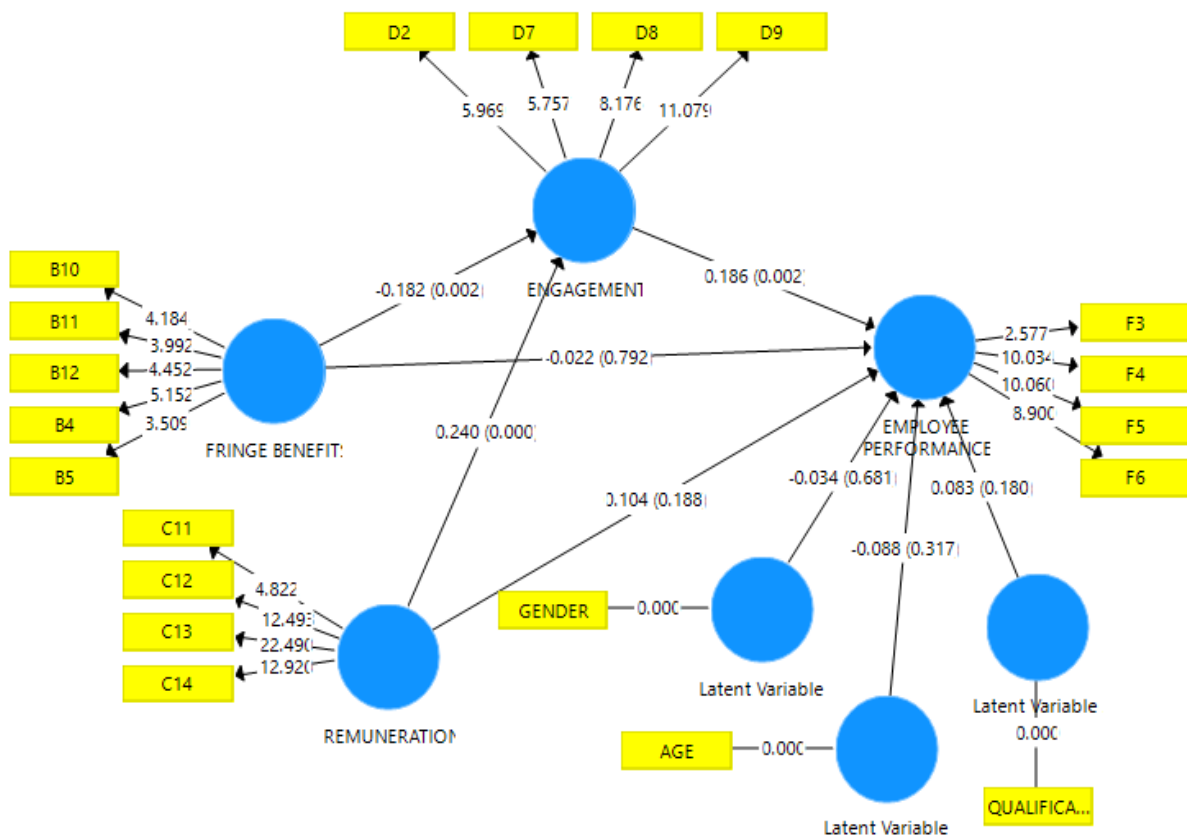 D2
D7
D8
D9
5.969
5.757
8.176
11.079
ENGAGEMENT
-0.182 (0.002)
0.186 (0.002)
B10
B11
B12
B4
B5
4.184
3.992
4.452
5.152
3.509
FRINGE BENEFITS
-0.022 (0.792)
0.240 (0.000)
EMPLOYEE
PERFORMANCE
2.577
10.034
10.060
8.900
F3
F4
F5
F6
0.104 (0.188)
-0.034 (0.681)
-0.088 (0.317)
0.083 (0.180)
C11
C12
C13
C14
4.822
12.493
22.490
12.920
REMUNERATION
GENDER
0.000
Latent Variable
AGE
0.000
Latent Variable
Latent Variable
0.000
QUALIFICA...